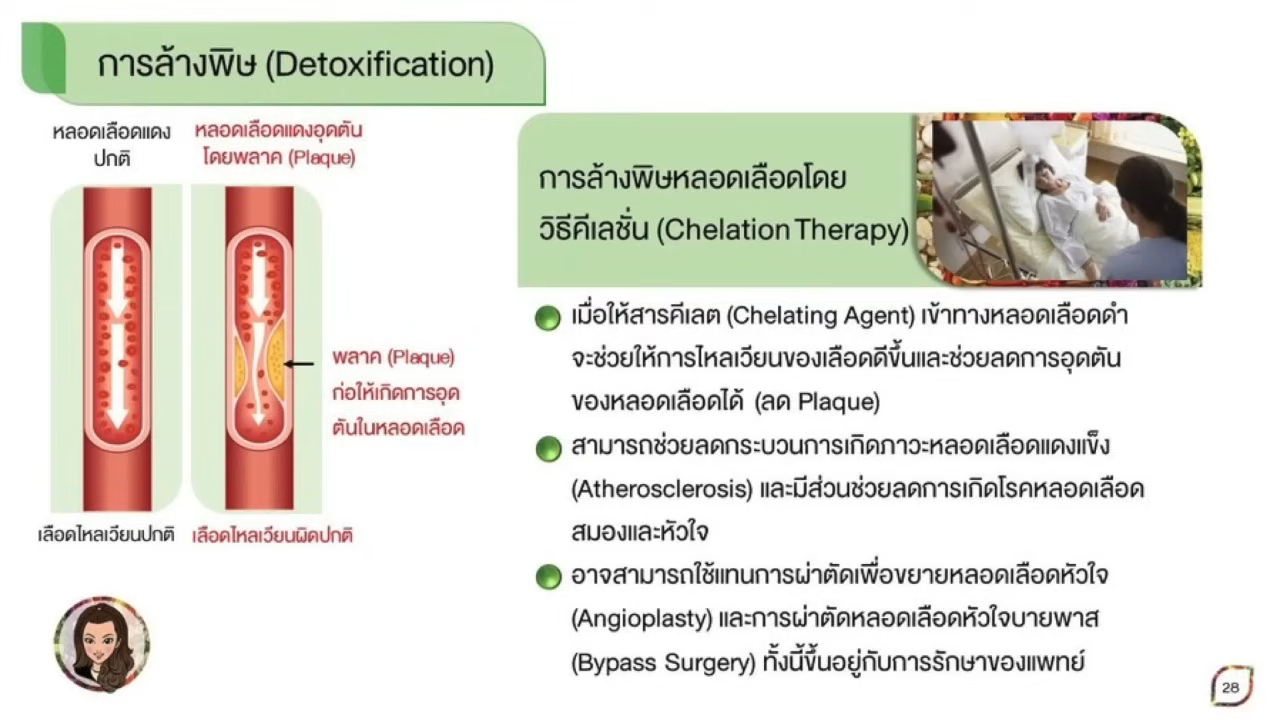 การล้างพิษ (Detoxification)
หลอดเลือดแดง
ปกติ
หลอดเลือดแดงอุดตัน
โดยพลาค (Plaque)
พลาค (Plaque)
ก่อให้เกิดการอุด
ตันในหลอดเลือด
เลือดไหลเวียนปกติ
เลือดไหลเวียนผิดปกติ
การล้างพิษหลอดเลือดโดย
วิธีคีเลชั่น (Chelation Therapy)
เมื่อให้สารคีเลต (Chelating Agent) เข้าทางหลอดเลือดดำ
จะช่วยให้การไหลเวียนของเลือดดีขึ้นและช่วยลดการอุดตัน
ของหลอดเลือดได้ (ลด Plaque)
สามารถช่วยลดกระบวนการเกิดภาวะหลอดเลือดแดงแข็ง
(Atherosclerosis) และมีส่วนช่วยลดการเกิดโรคหลอดเลือด
สมองและหัวใจ
อาจสามารถใช้แทนการผ่าตัดเพื่อขยายหลอดเลือดหัวใจ
(Angioplasty) และการผ่าตัดหลอดเลือดหัวใจบายพาส
(Bypass Surgery) ทั้งนี้ขึ้นอยู่กับการรักษาของแพทย์
28